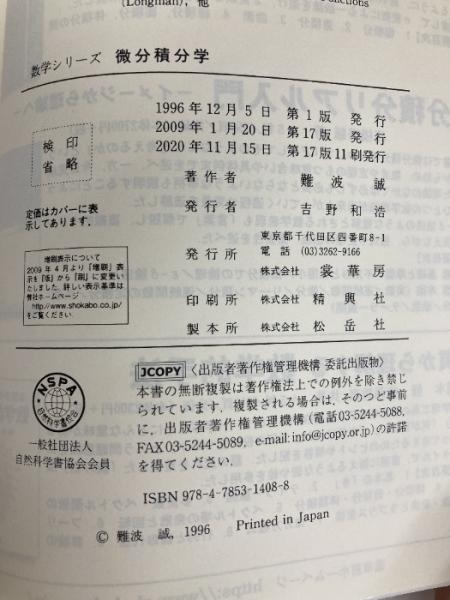 (Longman), 他
数学シリーズ 微分積分学
1996年12月5日 第1版 発行
2009年1月20日 第17版 発行
2020年11月15日 第17版11刷発行
検印
省略
著作者 難波 誠
定価はカバーに表
示してあります.
発行者 吉野和浩
東京都千代田区四番町8-1
発行所 電話 (03)3262-9166
株式会社 裳華房
増刷表示について
2009年4月より「増刷」表
示を『版』から『刷』に変更い
たしました. 詳しい表示基準は
弊社ホームページ
http://www.shokabo.co.jp/
をご覧ください.
印刷所 株式会社 精興社
製本所 株式会社 松岳社
NSPA
自然科学書協会
一般社団法人
自然科学書協会会員
JCOPY 〈出版者著作権管理機構 委託出版物〉
本書の無断複製は著作権法上での例外を除き禁じ
られています. 複製される場合は, そのつど事前
に, 出版者著作権管理機構 (電話03-5244-5088,
FAX03-5244-5089, e-mail:info@jcopy.or.jp) の許諾
を得てください.
ISBN 978-4-7853-1408-8
© 難波 誠, 1996 Printed in Japan